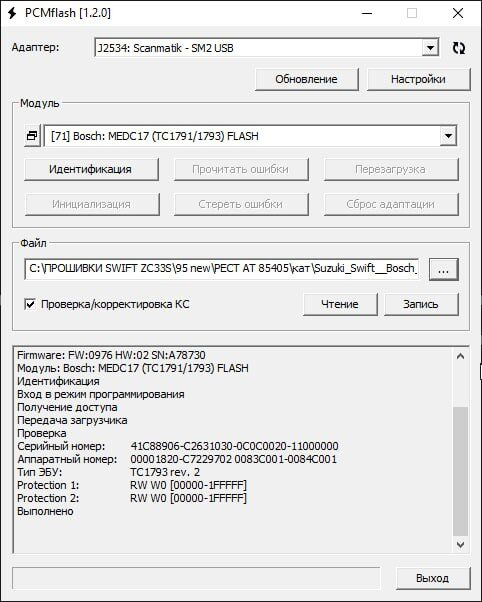 PCMflash [1.2.0]
Адаптер: J2534: Scanmatik - SM2 USB
Обновление Настройки
Модуль
[71] Bosch: MEDC17 (TC1791/1793) FLASH
Идентификация Прочитать ошибки Перезагрузка
Инициализация Стереть ошибки Сброс адаптации
Файл
C:\ПРОШИВКИ SWIFT ZC33S\95 new\РЕСТ АТ 85405\кат\Suzuki_Swift__Bosch_ ...
Проверка/корректировка КС Чтение Запись
Firmware: FW:0976 HW:02 SN:A78730
Модуль: Bosch: MEDC17 (TC1791/1793) FLASH
Идентификация
Вход в режим программирования
Получение доступа
Передача загрузчика
Проверка
Серийный номер: 41C88906-C2631030-0C0C0020-11000000
Аппаратный номер: 00001820-C7229702 0083C001-0084C001
Тип ЭБУ: TC1793 rev. 2
Protection 1: RW W0 [00000-1FFFFF]
Protection 2: RW W0 [00000-1FFFFF]
Выполнено
Выход